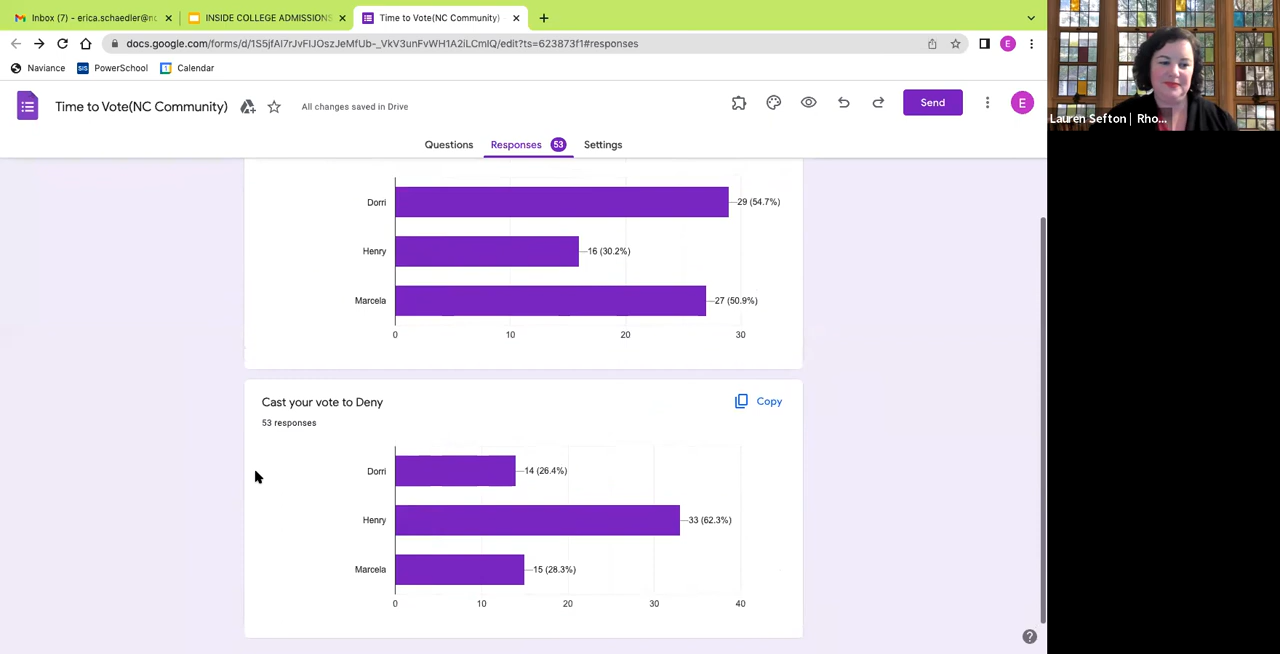 Inbox (7) - erica.schaedler@nc
INSIDE COLLEGE ADMISSIONS
Time to Vote(NC Community)
docs.google.com/forms/d/1S5jfAI7rJvFIJOszJeMfUb-_VkV3unFvWH1A2iLCmIQ/edit?ts=623873f1#responses
E
Naviance
SIS
PowerSchool
Calendar
Time to Vote(NC Community)
All changes saved in Drive
Send
E
Questions
Responses 53
Settings
Dorri
29 (54.7%)
Henry
16 (30.2%)
Marcela
27 (50.9%)
0 10 20 30
Cast your vote to Deny
Copy
53 responses
Dorri
14 (26.4%)
Henry
33 (62.3%)
Marcela
15 (28.3%)
0 10 20 30 40
Lauren Sefton | Rho...